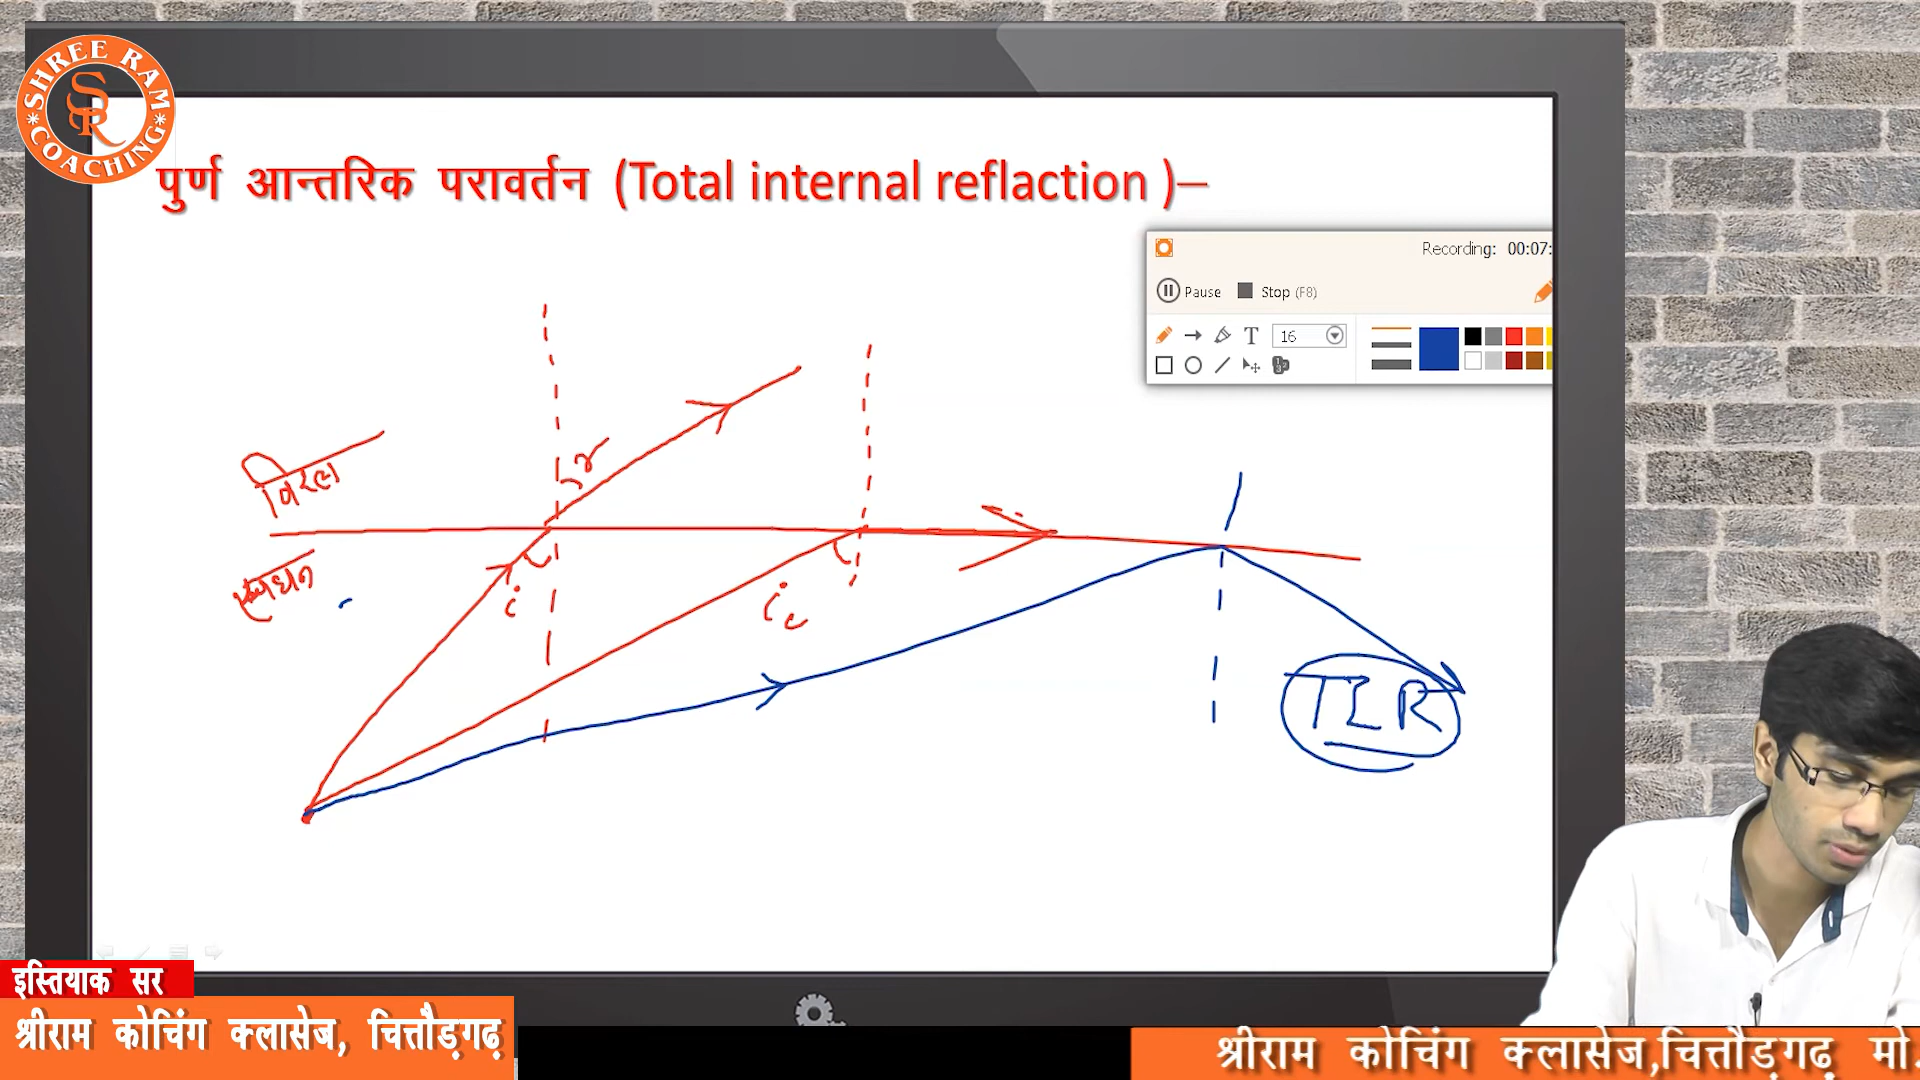 SHREE RAM
COACHING
SR
पुर्ण आन्तरिक परावर्तन (Total internal reflaction )–
Recording: 00:07:
Pause
Stop (F8)
T
16
r
विरल
सघन
i
ic
TIR
इस्तियाक सर
श्रीराम कोचिंग क्लासेज, चित्तौड़गढ़
श्रीराम कोचिंग क्लासेज,चित्तौड़गढ़ मो.